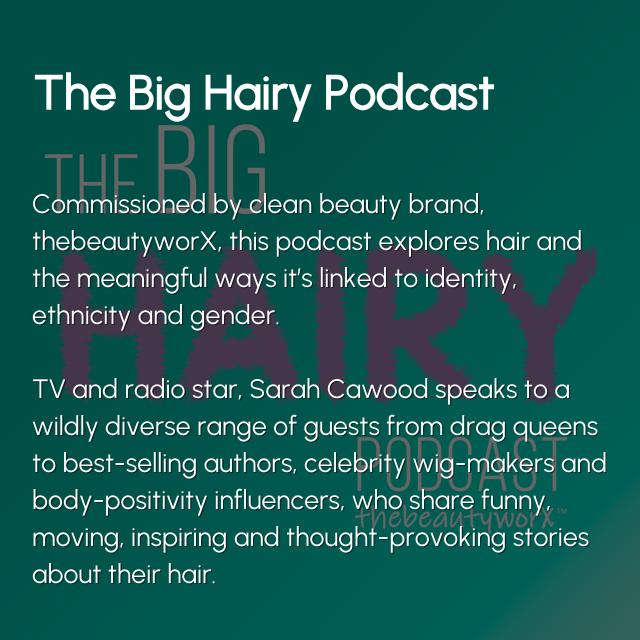 The Big Hairy Podcast
THE BIG
Commissioned by clean beauty brand,
thebeautyworX, this podcast explores hair and
the meaningful ways it’s linked to identity,
ethnicity and gender.
HAIRY
TV and radio star, Sarah Cawood speaks to a
wildly diverse range of guests from drag queens
to best-selling authors, celebrity wig-makers and
body-positivity influencers, who share funny,
moving, inspiring and thought-provoking stories
about their hair.
PODCAST
thebeautyworx™